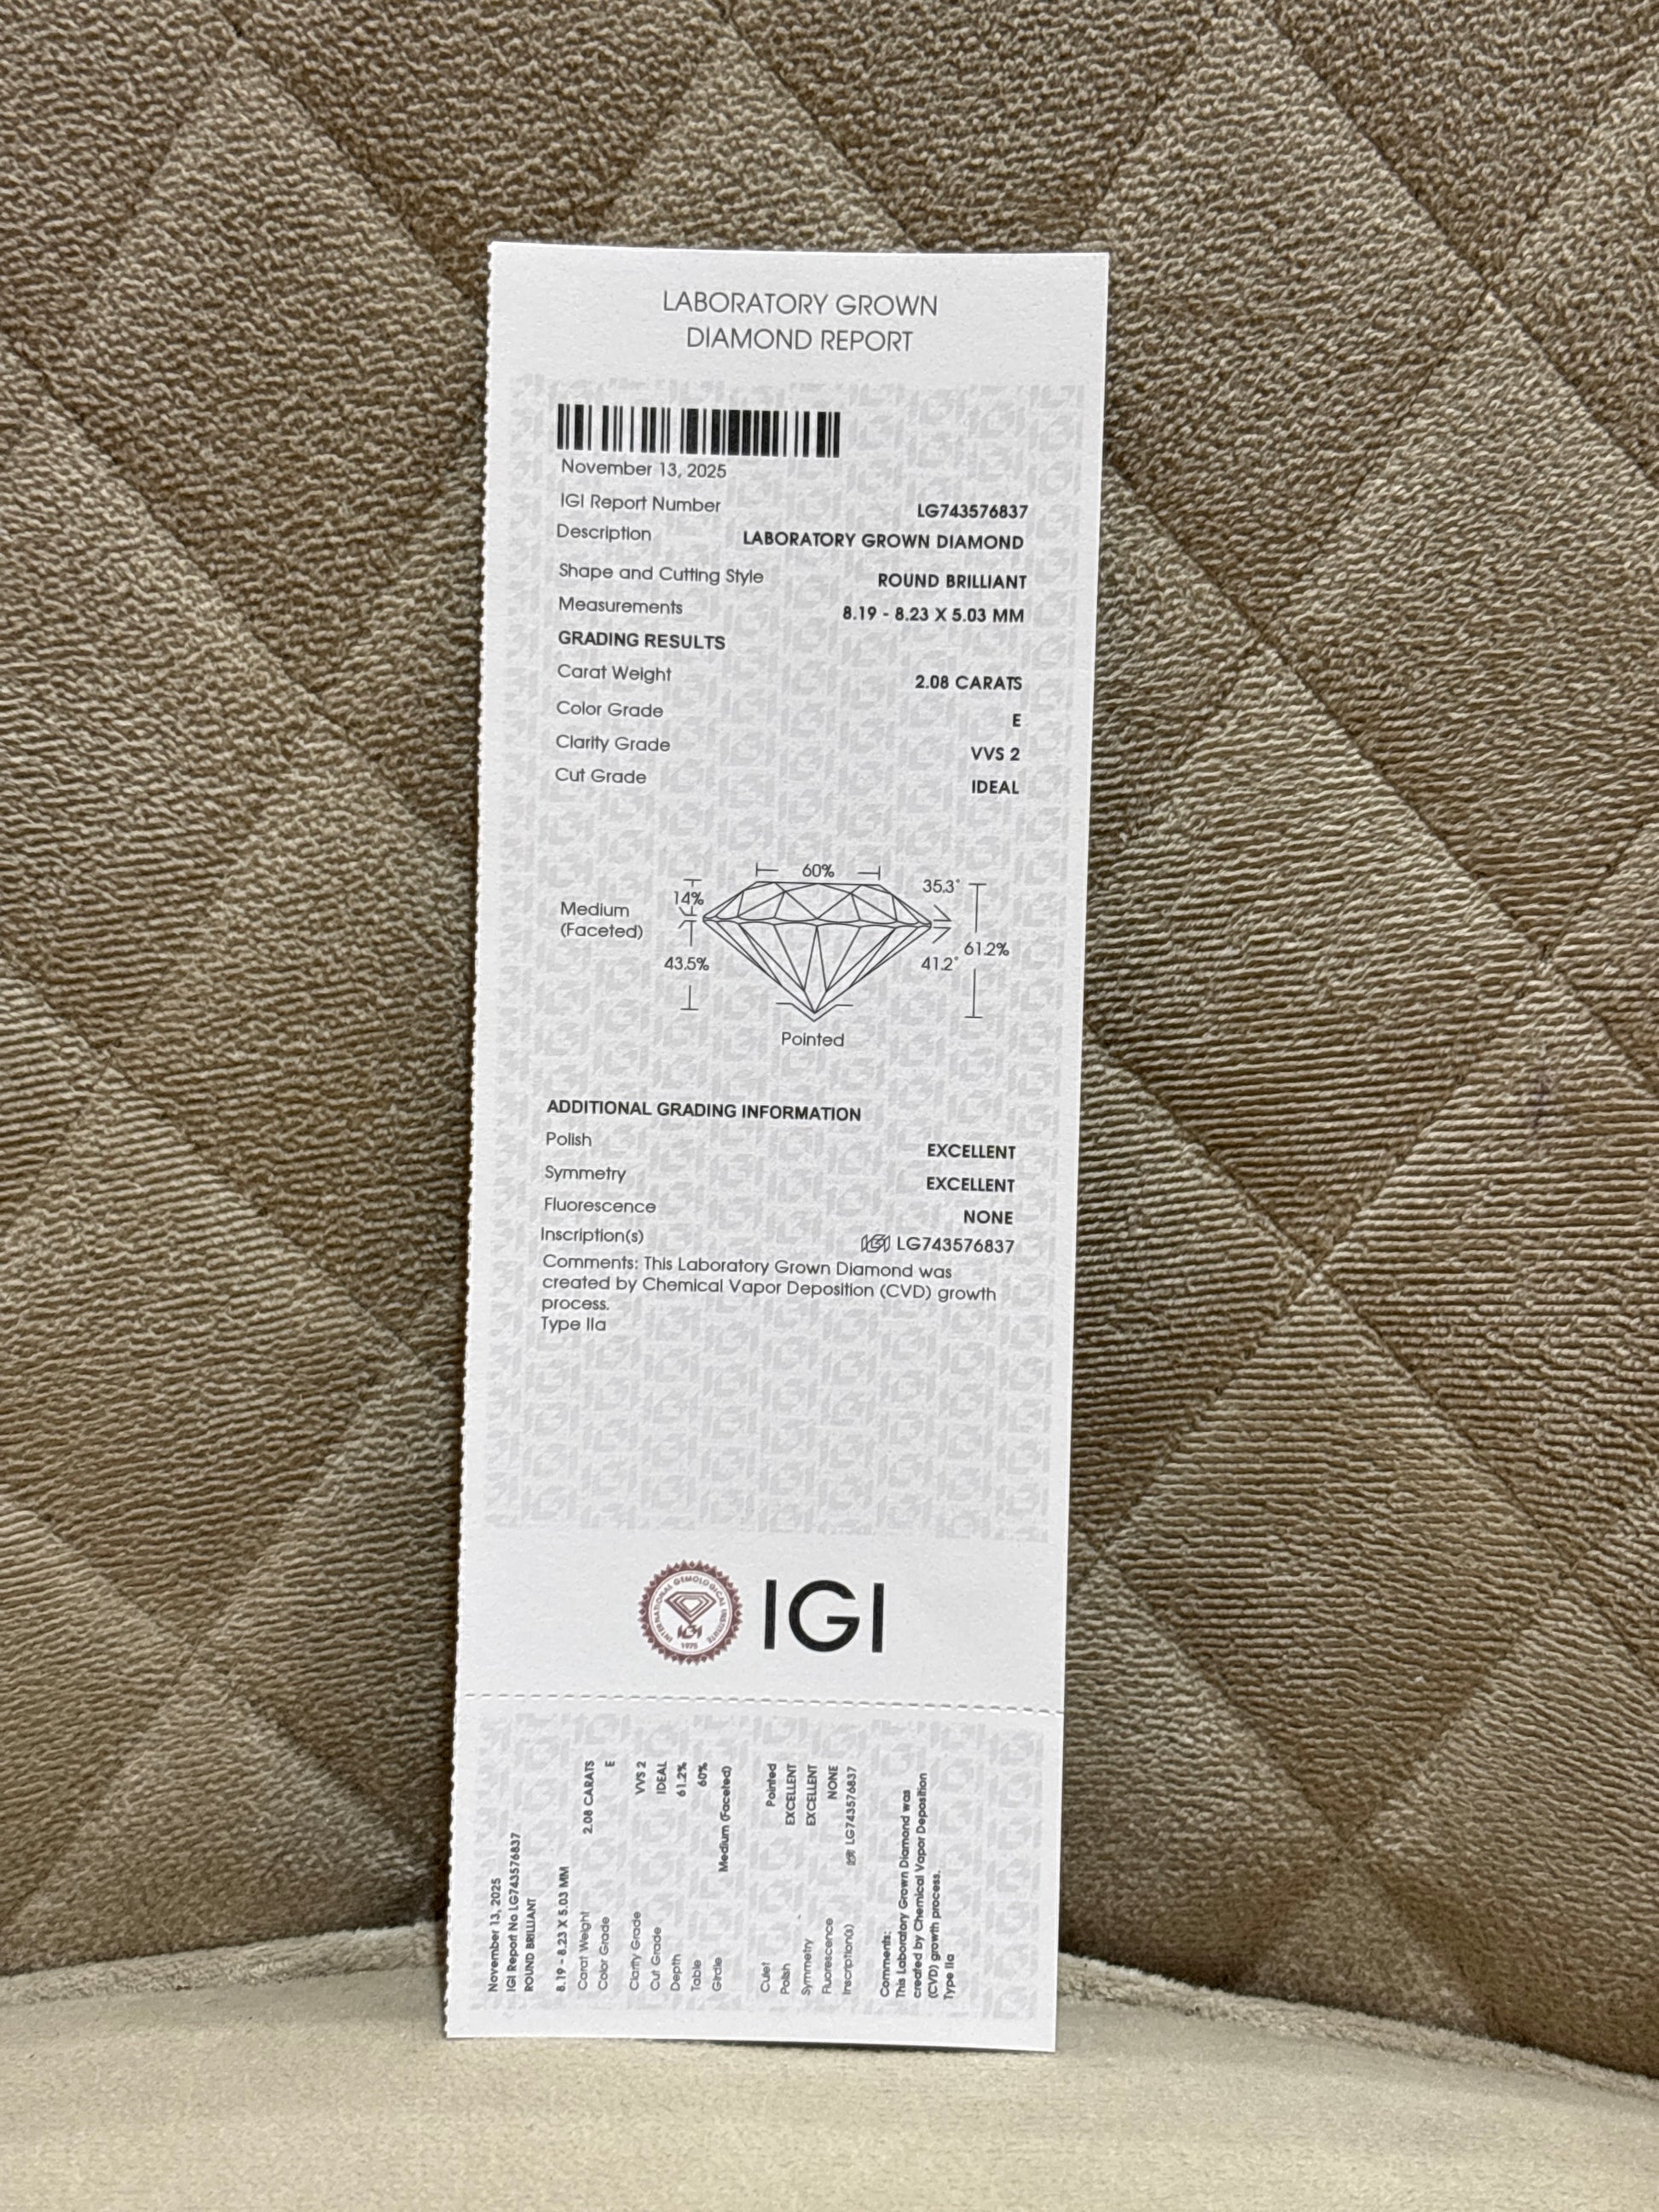 LABORATORY GROWN
DIAMOND REPORT
November 13, 2025
IGI Report Number LG743576837
Description LABORATORY GROWN DIAMOND
Shape and Cutting Style ROUND BRILLIANT
Measurements 8.19 - 8.23 X 5.03 MM
GRADING RESULTS
Carat Weight 2.08 CARATS
Color Grade E
Clarity Grade VVS 2
Cut Grade IDEAL
60%
14% 35.3°
Medium
(Faceted)
61.2%
43.5% 41.2°
Pointed
ADDITIONAL GRADING INFORMATION
Polish EXCELLENT
Symmetry EXCELLENT
Fluorescence NONE
Inscription(s) IGI LG743576837
Comments: This Laboratory Grown Diamond was
created by Chemical Vapor Deposition (CVD) growth
process.
Type IIa
INTERNATIONAL GEMOLOGICAL INSTITUTE
IGI
1975
IGI
November 13, 2025
IGI Report No LG743576837
ROUND BRILLIANT
8.19 - 8.23 X 5.03 MM
Carat Weight 2.08 CARATS
Color Grade E
Clarity Grade VVS 2
Cut Grade IDEAL
Depth 61.2%
Table 60%
Girdle Medium (Faceted)
Culet Pointed
Polish EXCELLENT
Symmetry EXCELLENT
Fluorescence NONE
Inscription(s) IGI LG743576837
Comments:
This Laboratory Grown Diamond was
created by Chemical Vapor Deposition
(CVD) growth process.
Type IIa